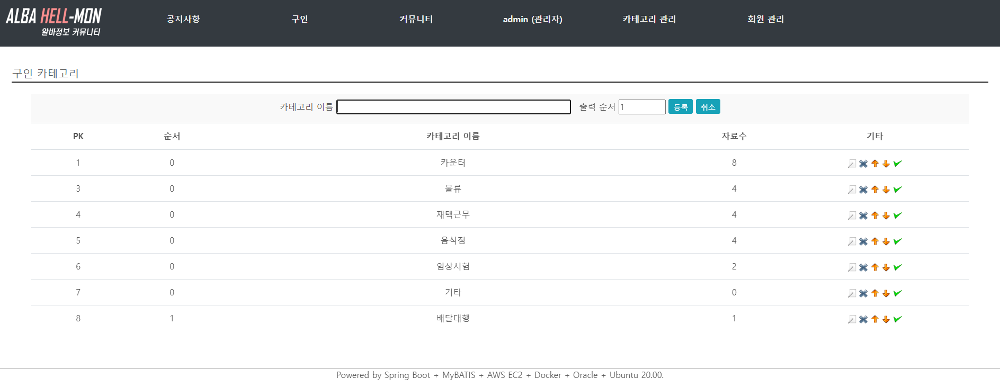 ALBA HELL-MON
알바정보 커뮤니티
공지사항 구인 커뮤니티 admin (관리자) 카테고리 관리 회원 관리
구인 카테고리
카테고리 이름 출력 순서 1 등록 취소
PK 순서 카테고리 이름 자료수 기타
1 0 카운터 8
3 0 물류 4
4 0 재택근무 4
5 0 음식점 4
6 0 임상시험 2
7 0 기타 0
8 1 배달대행 1
Powered by Spring Boot + MyBATIS + AWS EC2 + Docker + Oracle + Ubuntu 20.00.